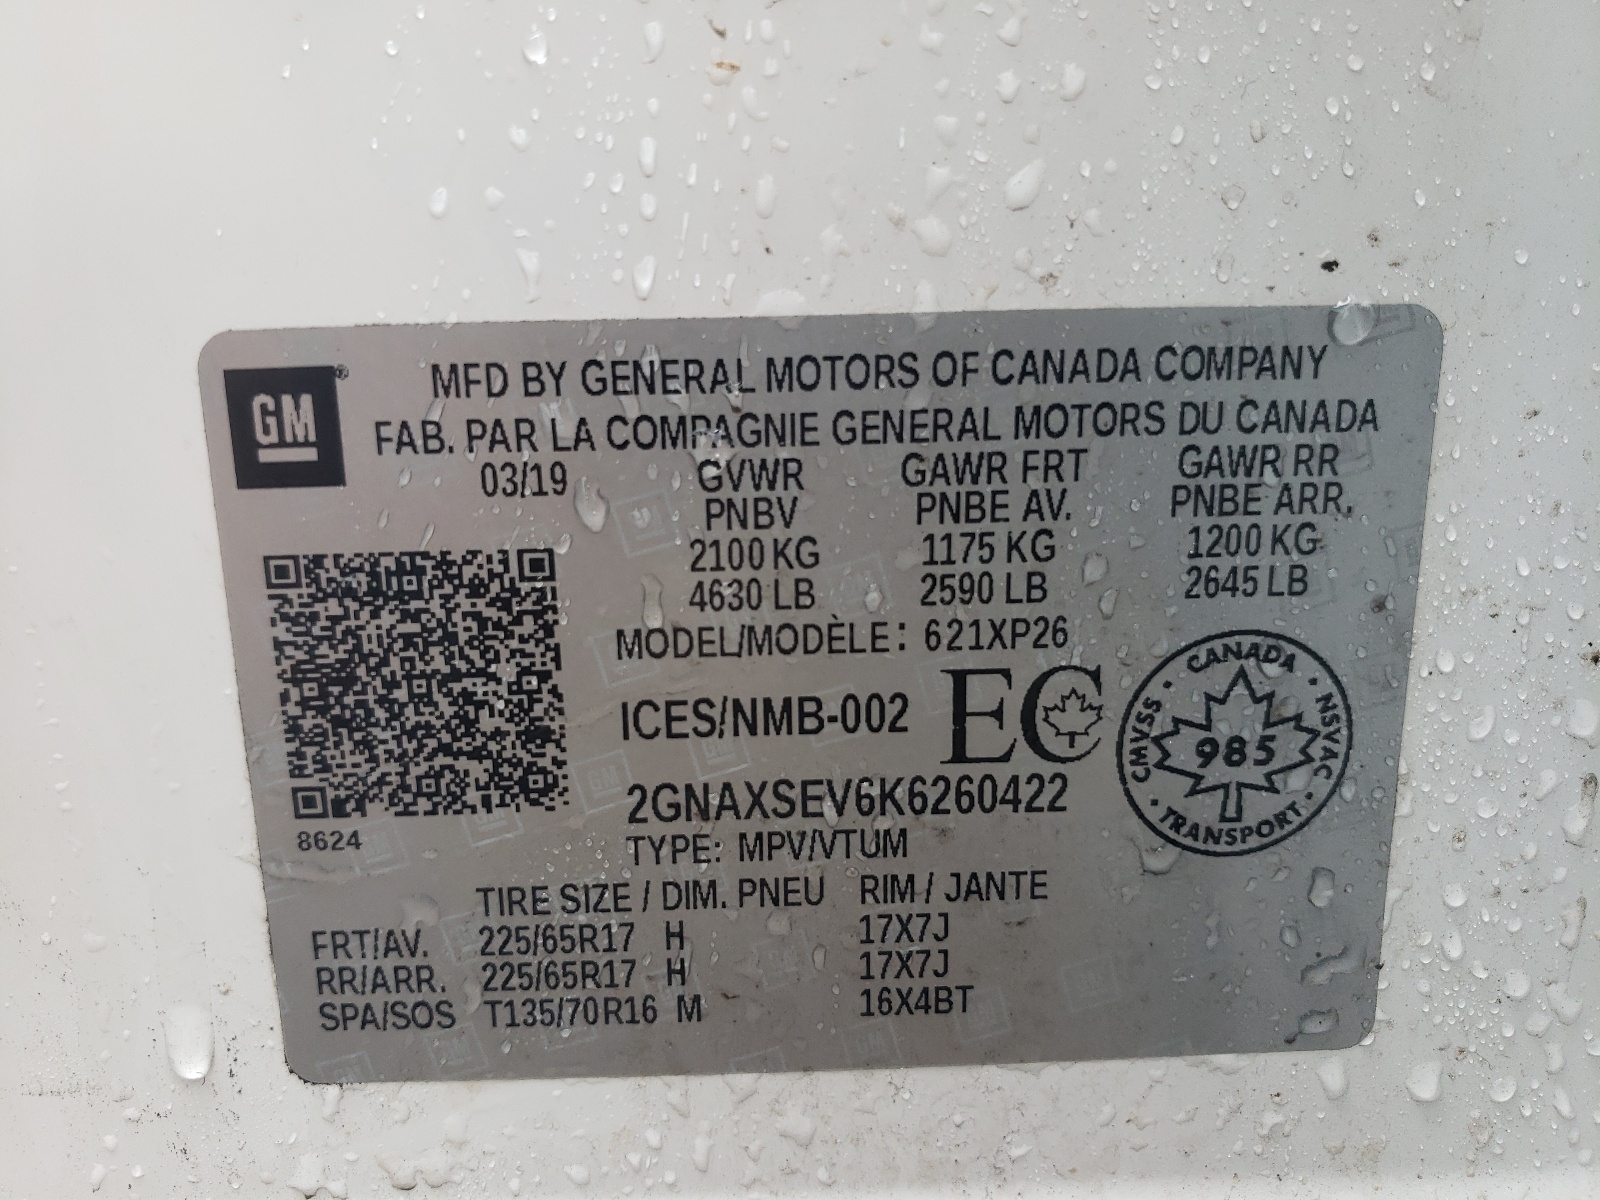 GM ®
MFD BY GENERAL MOTORS OF CANADA COMPANY
FAB. PAR LA COMPAGNIE GENERAL MOTORS DU CANADA
03/19 GVWR GAWR FRT GAWR RR
PNBV PNBE AV. PNBE ARR.
2100 KG 1175 KG 1200 KG
4630 LB 2590 LB 2645 LB
MODEL/MODÈLE: 621XP26
ICES/NMB-002 EC
CANADA · NSVAC · TRANSPORT · CMVSS ·
985
2GNAXSEV6K6260422
8624
TYPE: MPV/VTUM
TIRE SIZE / DIM. PNEU RIM / JANTE
FRT/AV. 225/65R17 H 17X7J
RR/ARR. 225/65R17 H 17X7J
SPA/SOS T135/70R16 M 16X4BT